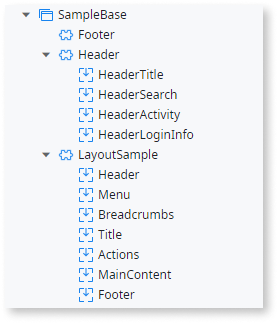 SampleBase
Footer
Header
HeaderTitle
HeaderSearch
HeaderActivity
HeaderLoginInfo
LayoutSample
Header
Menu
Breadcrumbs
Title
Actions
MainContent
Footer